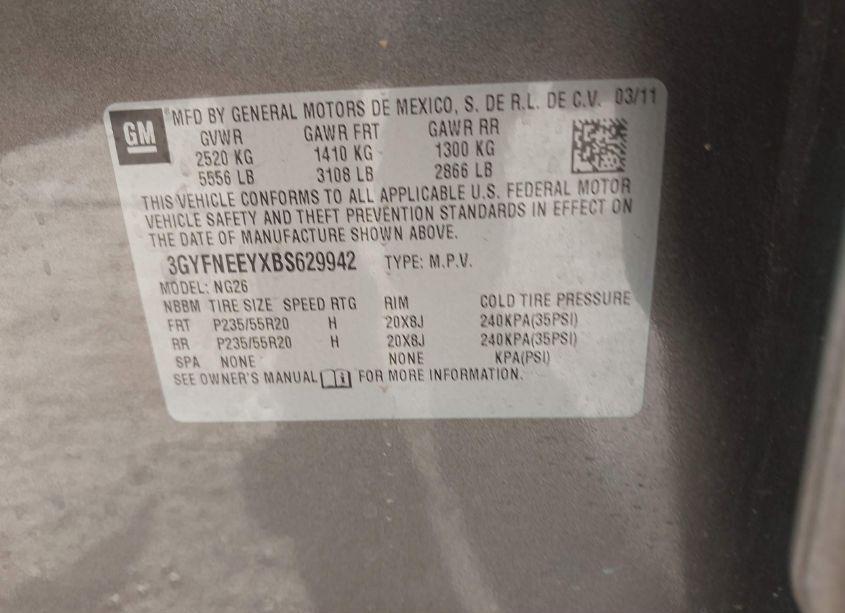 GM
MFD BY GENERAL MOTORS DE MEXICO, S. DE R.L. DE C.V. 03/11
GVWR GAWR FRT GAWR RR
2520 KG 1410 KG 1300 KG
5556 LB 3108 LB 2866 LB
THIS VEHICLE CONFORMS TO ALL APPLICABLE U.S. FEDERAL MOTOR
VEHICLE SAFETY AND THEFT PREVENTION STANDARDS IN EFFECT ON
THE DATE OF MANUFACTURE SHOWN ABOVE.
3GYFNEEYXBS629942 TYPE: M.P.V.
MODEL: NG26
NBBM TIRE SIZE SPEED RTG RIM COLD TIRE PRESSURE
FRT P235/55R20 H 20X8J 240KPA(35PSI)
RR P235/55R20 H 20X8J 240KPA(35PSI)
SPA NONE NONE KPA(PSI)
SEE OWNER'S MANUAL FOR MORE INFORMATION.